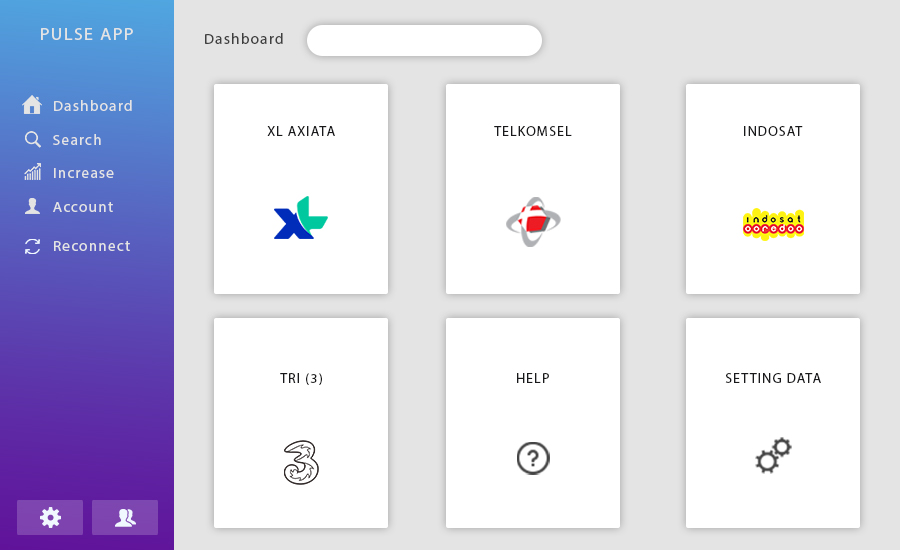 PULSE APP
Dashboard
Search
Increase
Account
Reconnect
Dashboard
XL AXIATA
TELKOMSEL
INDOSAT
XL
indosat
ooredoo
TRI (3)
HELP
SETTING DATA
3
?